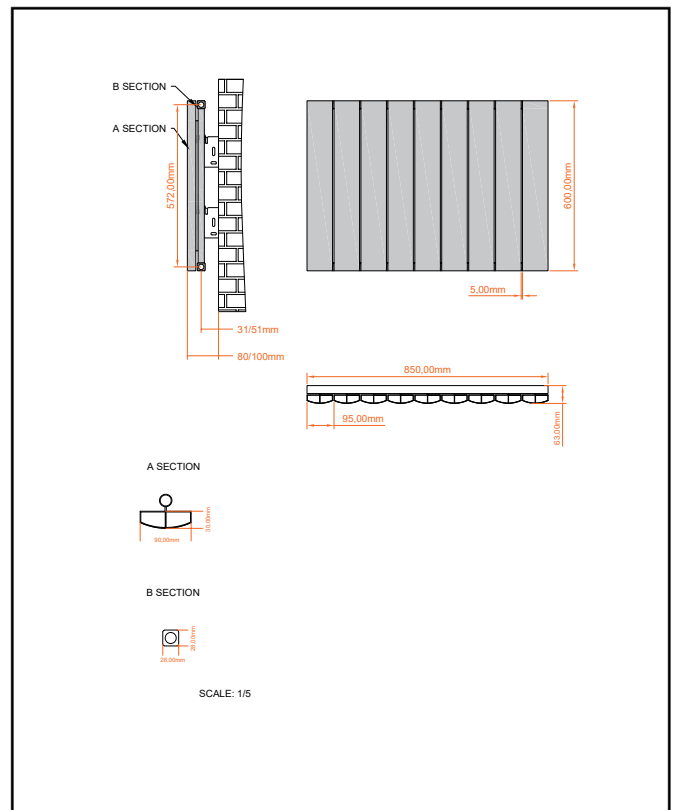 B SECTION
A SECTION
572,00mm
600,00mm
5,00mm
31/51mm
80/100mm
850,00mm
95,00mm
63,00mm
A SECTION
30,00mm
90,00mm
B SECTION
28,00mm
28,00mm
SCALE: 1/5